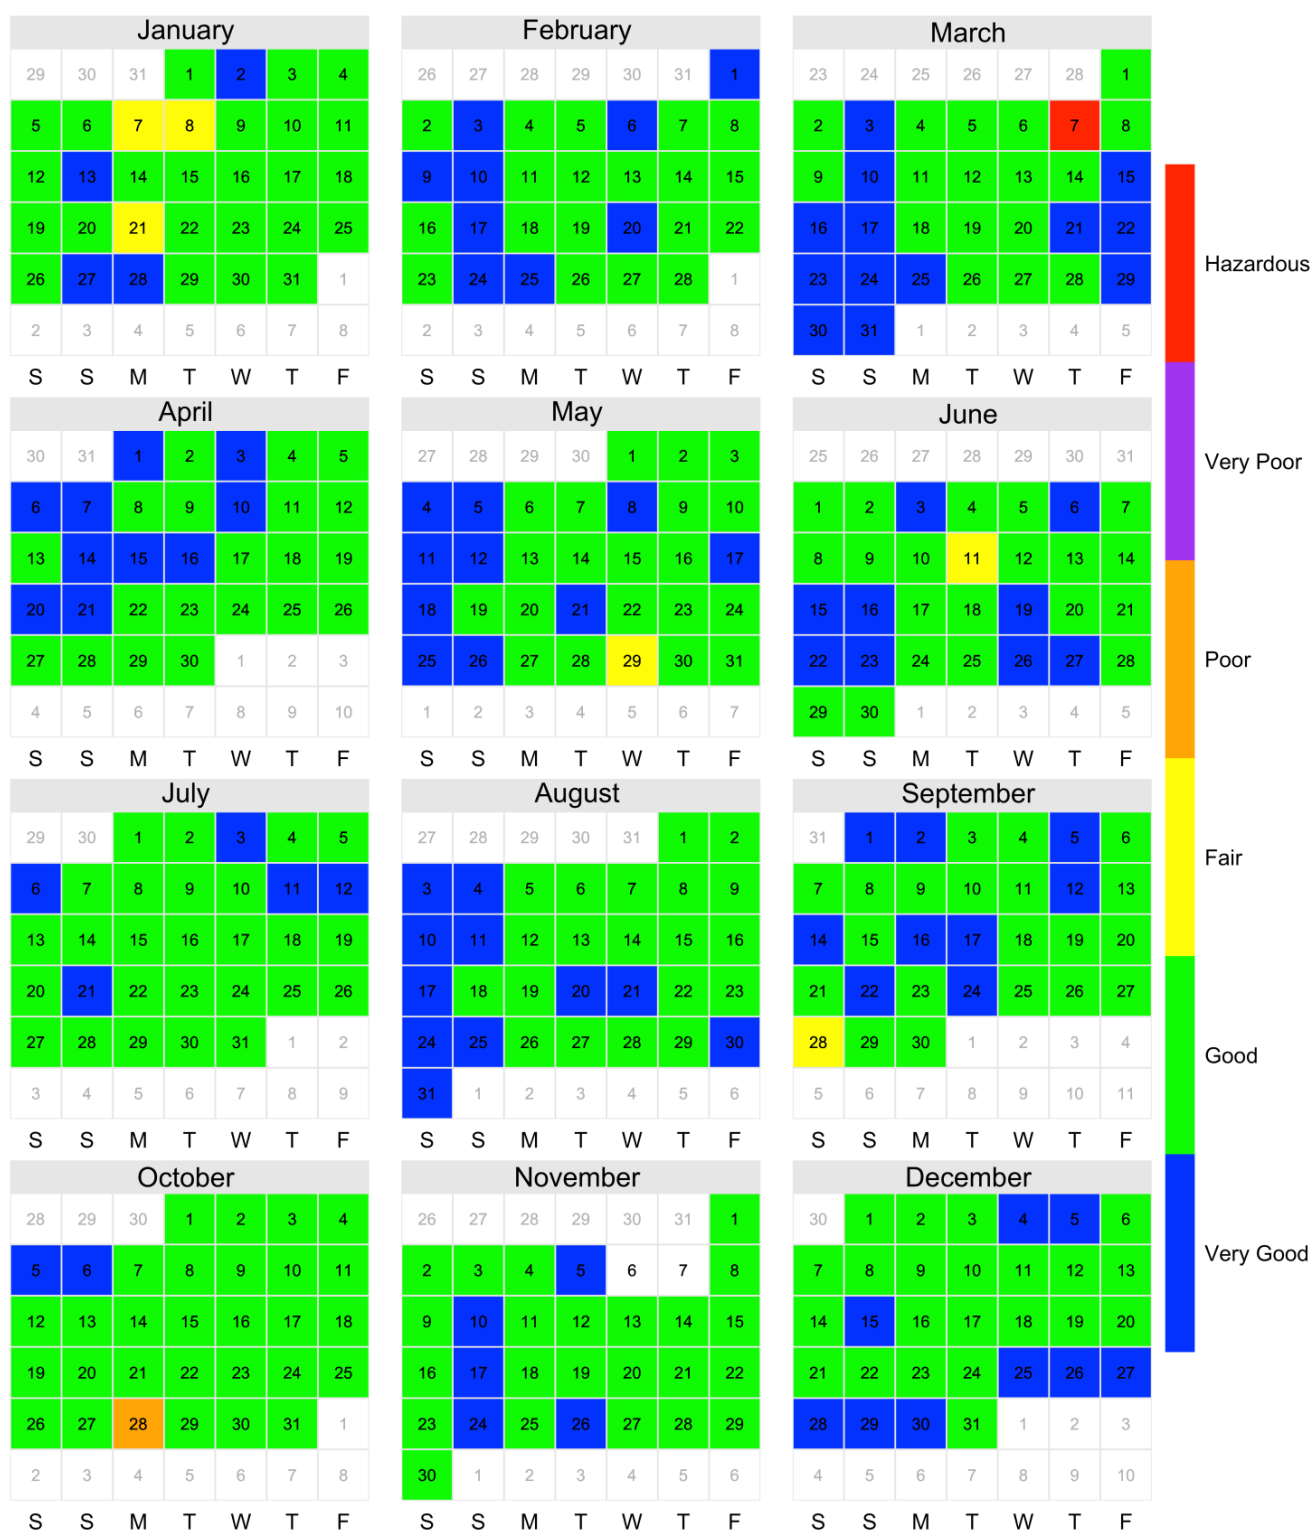 January February March
29 30 31 1 2 3 4 26 27 28 29 30 31 1 23 24 25 26 27 28 1
5 6 7 8 9 10 11 2 3 4 5 6 7 8 2 3 4 5 6 7 8
12 13 14 15 16 17 18 9 10 11 12 13 14 15 9 10 11 12 13 14 15
19 20 21 22 23 24 25 16 17 18 19 20 21 22 16 17 18 19 20 21 22
26 27 28 29 30 31 1 23 24 25 26 27 28 1 23 24 25 26 27 28 29
2 3 4 5 6 7 8 2 3 4 5 6 7 8 30 31 1 2 3 4 5
S S M T W T F S S M T W T F S S M T W T F
April May June
30 31 1 2 3 4 5 27 28 29 30 1 2 3 25 26 27 28 29 30 31
6 7 8 9 10 11 12 4 5 6 7 8 9 10 1 2 3 4 5 6 7
13 14 15 16 17 18 19 11 12 13 14 15 16 17 8 9 10 11 12 13 14
20 21 22 23 24 25 26 18 19 20 21 22 23 24 15 16 17 18 19 20 21
27 28 29 30 1 2 3 25 26 27 28 29 30 31 22 23 24 25 26 27 28
4 5 6 7 8 9 10 1 2 3 4 5 6 7 29 30 1 2 3 4 5
S S M T W T F S S M T W T F S S M T W T F
July August September
29 30 1 2 3 4 5 27 28 29 30 31 1 2 31 1 2 3 4 5 6
6 7 8 9 10 11 12 3 4 5 6 7 8 9 7 8 9 10 11 12 13
13 14 15 16 17 18 19 10 11 12 13 14 15 16 14 15 16 17 18 19 20
20 21 22 23 24 25 26 17 18 19 20 21 22 23 21 22 23 24 25 26 27
27 28 29 30 31 1 2 24 25 26 27 28 29 30 28 29 30 1 2 3 4
3 4 5 6 7 8 9 31 1 2 3 4 5 6 5 6 7 8 9 10 11
S S M T W T F S S M T W T F S S M T W T F
October November December
28 29 30 1 2 3 4 26 27 28 29 30 31 1 30 1 2 3 4 5 6
5 6 7 8 9 10 11 2 3 4 5 6 7 8 7 8 9 10 11 12 13
12 13 14 15 16 17 18 9 10 11 12 13 14 15 14 15 16 17 18 19 20
19 20 21 22 23 24 25 16 17 18 19 20 21 22 21 22 23 24 25 26 27
26 27 28 29 30 31 1 23 24 25 26 27 28 29 28 29 30 31 1 2 3
2 3 4 5 6 7 8 30 1 2 3 4 5 6 4 5 6 7 8 9 10
S S M T W T F S S M T W T F S S M T W T F
Hazardous
Very Poor
Poor
Fair
Good
Very Good